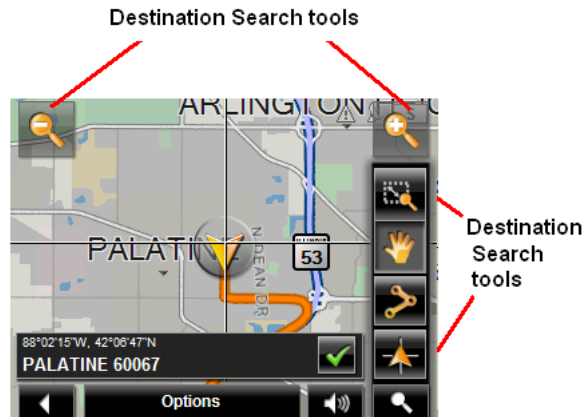 Destination Search tools
ARLINGTON
PALATINE
N DEAN DR
ILLINOIS
53
Destination
Search
tools
88°02'15"W, 42°06'47"N
PALATINE 60067
Options